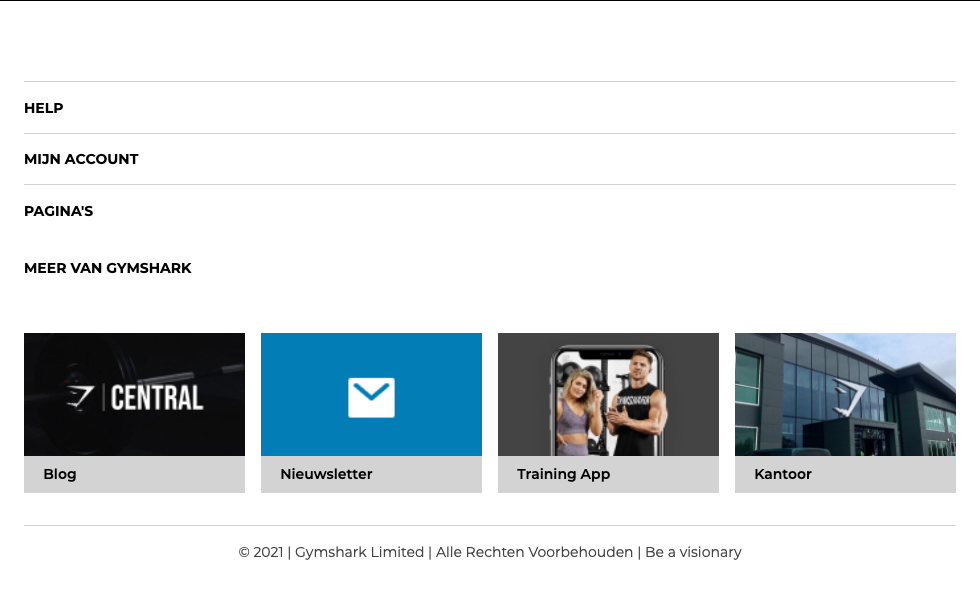 HELP
MIJN ACCOUNT
PAGINA'S
MEER VAN GYMSHARK
CENTRAL
GYMSHARK
Blog
Nieuwsletter
Training App
Kantoor
© 2021 | Gymshark Limited | Alle Rechten Voorbehouden | Be a visionary